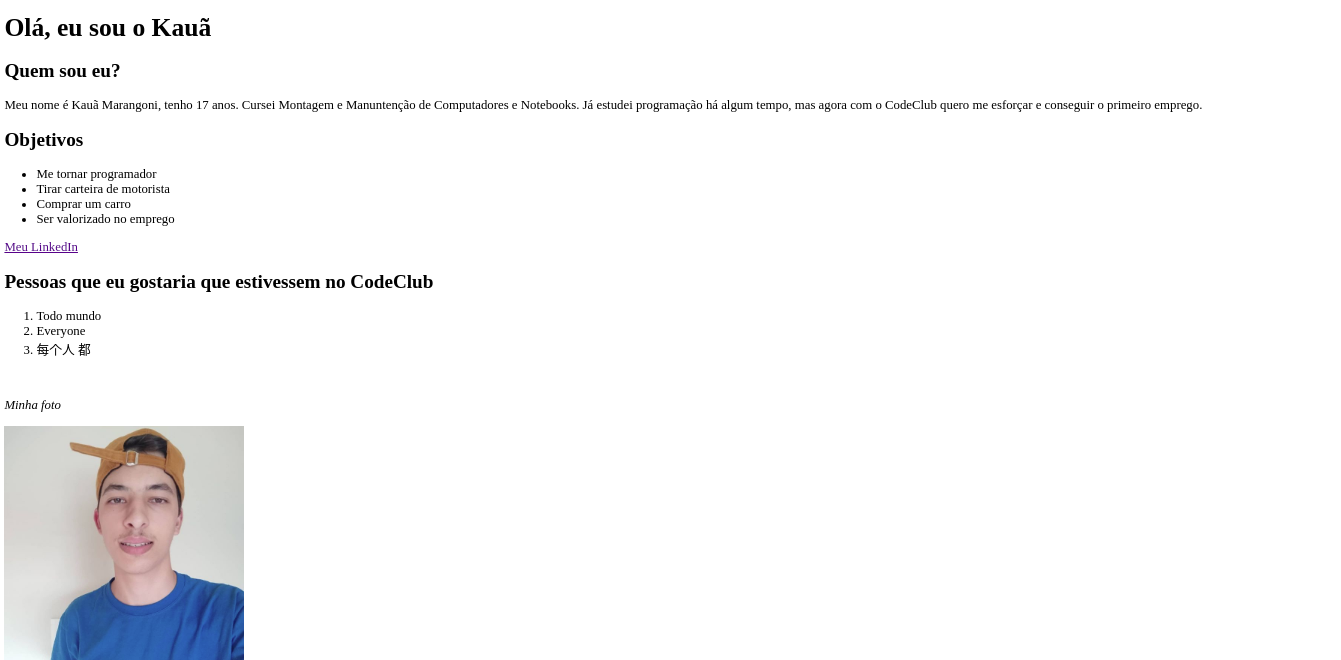 Olá, eu sou o Kauã
Quem sou eu?
Meu nome é Kauã Marangoni, tenho 17 anos. Cursei Montagem e Manuntenção de Computadores e Notebooks. Já estudei programação há algum tempo, mas agora com o CodeClub quero me esforçar e conseguir o primeiro emprego.
Objetivos
• Me tornar programador
• Tirar carteira de motorista
• Comprar um carro
• Ser valorizado no emprego
Meu LinkedIn
Pessoas que eu gostaria que estivessem no CodeClub
1. Todo mundo
2. Everyone
3. 每个人 都
Minha foto